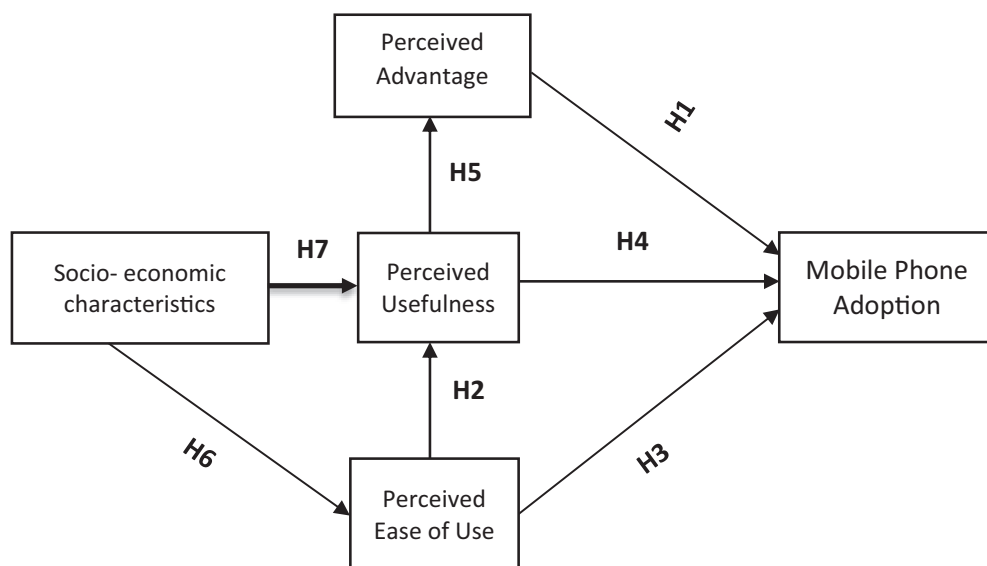 Perceived
Advantage
H1
H5
H7
H4
Socio- economic
characteristics
Perceived
Usefulness
Mobile Phone
Adoption
H2
H6
H3
Perceived
Ease of Use